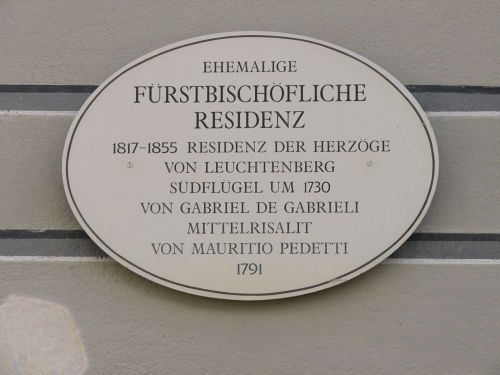 EHEMALIGE
FÜRSTBISCHÖFLICHE
RESIDENZ
1817-1855 RESIDENZ DER HERZÖGE
VON LEUCHTENBERG
SÜDFLÜGEL UM 1730
VON GABRIEL DE GABRIELI
MITTELRISALIT
VON MAURITIO PEDETTI
1791